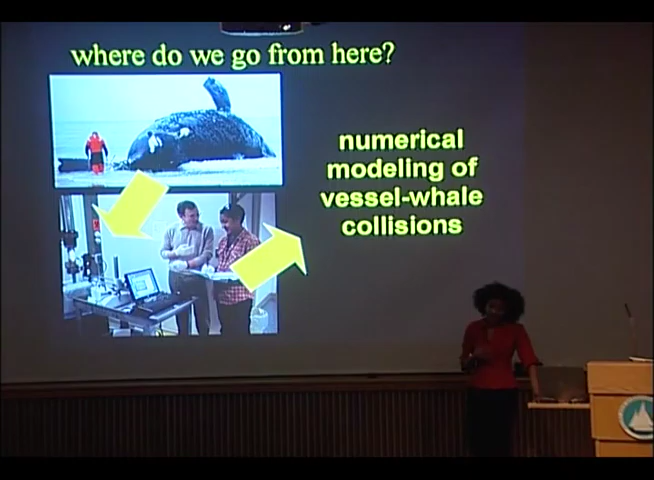 where do we go from here?
numerical
modeling of
vessel-whale
collisions